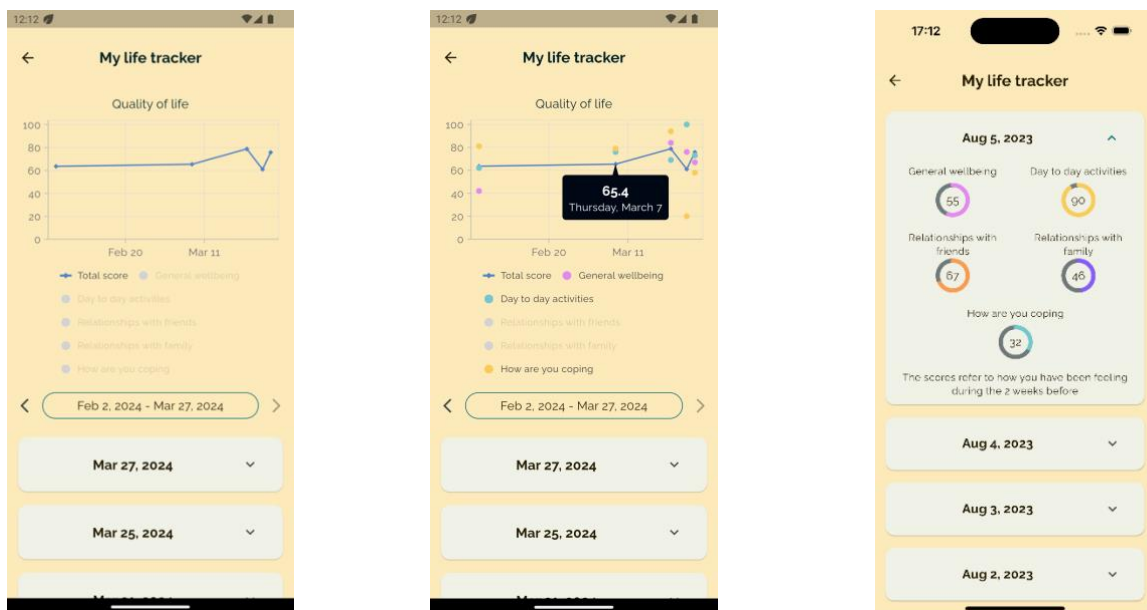 12:12
My life tracker
Quality of life
100
80
60
40
20
0
Feb 20 Mar 11
Total score General wellbeing
Day to day activities
Relationships with friends
Relationships with family
How are you coping
Feb 2, 2024 - Mar 27, 2024
Mar 27, 2024
Mar 25, 2024
12:12
My life tracker
Quality of life
100
80
60
40
20
0
65.4
Thursday, March 7
Feb 20 Mar 11
Total score General wellbeing
Day to day activities
Relationships with friends
Relationships with family
How are you coping
Feb 2, 2024 - Mar 27, 2024
Mar 27, 2024
Mar 25, 2024
17:12
My life tracker
Aug 5, 2023
General wellbeing Day to day activities
55 90
Relationships with Relationships with
friends family
67 46
How are you coping
32
The scores refer to how you have been feeling
during the 2 weeks before
Aug 4, 2023
Aug 3, 2023
Aug 2, 2023